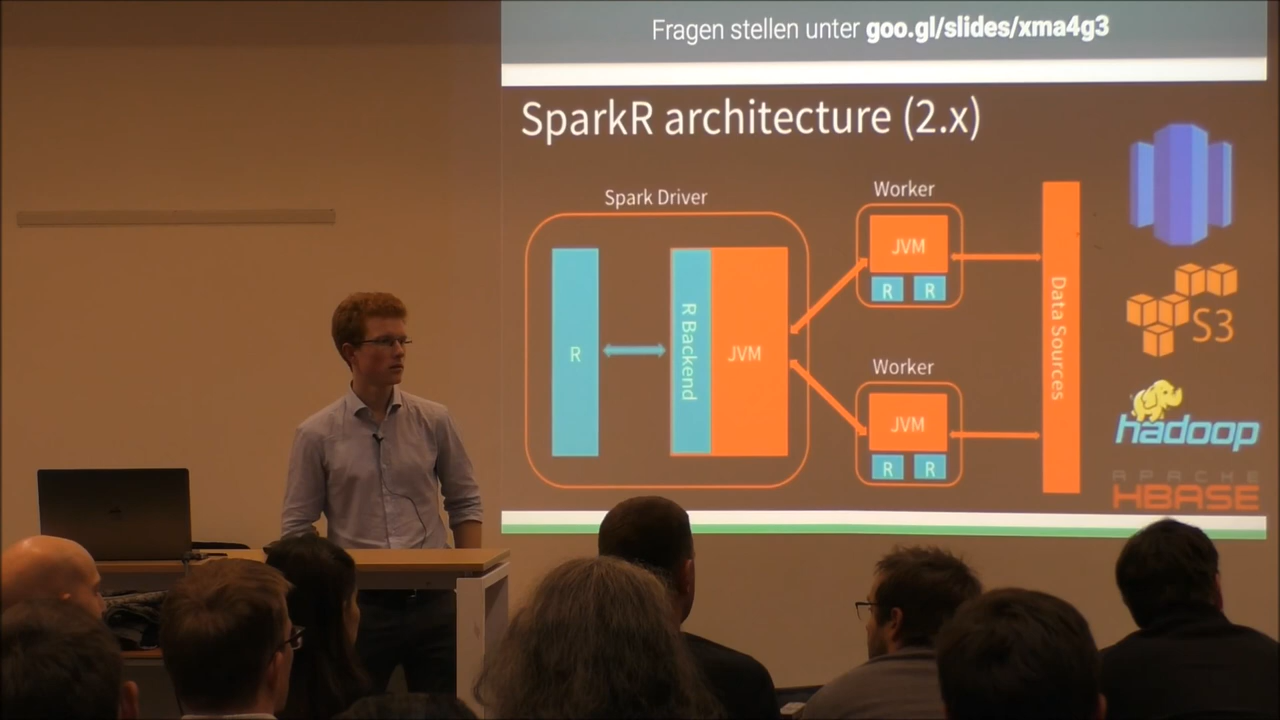 Fragen stellen unter goo.gl/slides/xma4g3
SparkR architecture (2.x)
Spark Driver
R
R Backend
JVM
Worker
JVM
R
R
Worker
JVM
R
R
Data Sources
S3
hadoop
APACHE
HBASE